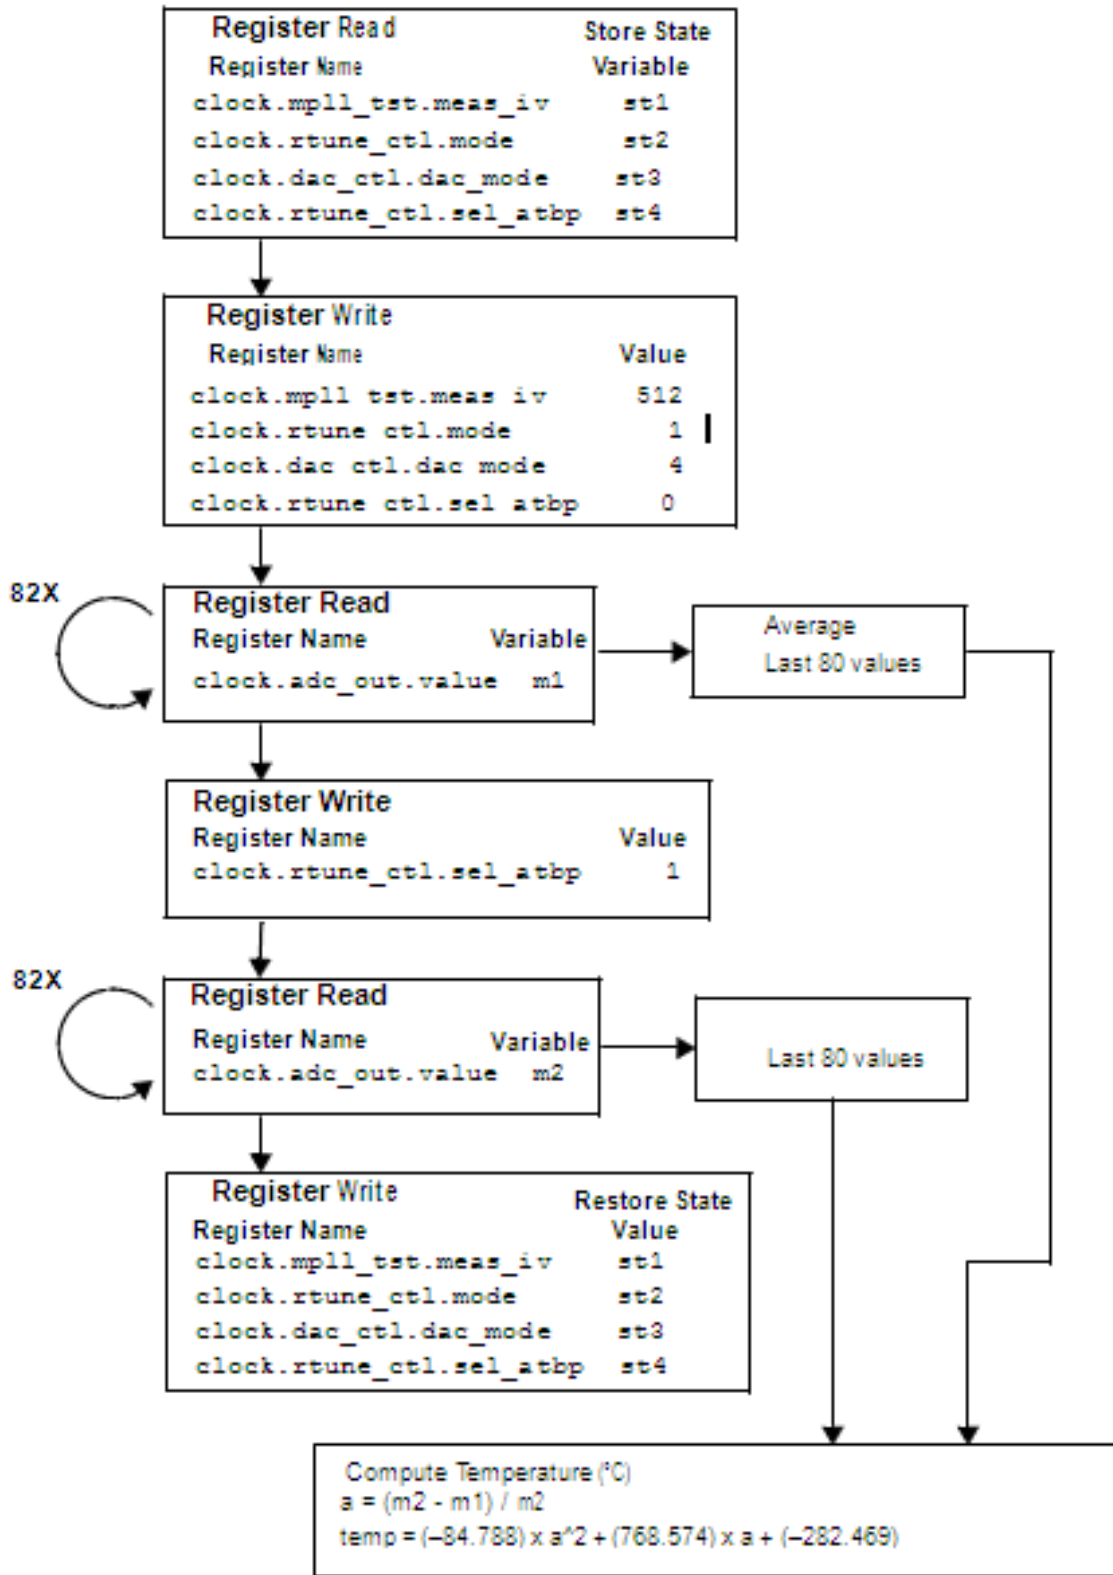 Register Read Store State
Register Name Variable
clock.mpll_tst.meas_iv st1
clock.rtune_ctl.mode st2
clock.dac_ctl.dac_mode st3
clock.rtune_ctl.sel_atbp st4
Register Write
Register Name Value
clock.mpll tst.meas iv 512
clock.rtune ctl.mode 1
clock.dac ctl.dac mode 4
clock.rtune ctl.sel atbp 0
82X
Register Read
Register Name Variable
clock.adc_out.value m1
Average
Last 80 values
Register Write
Register Name Value
clock.rtune_ctl.sel_atbp 1
82X
Register Read
Register Name Variable
clock.adc_out.value m2
Last 80 values
Register Write Restore State
Register Name Value
clock.mpll_tst.meas_iv st1
clock.rtune_ctl.mode st2
clock.dac_ctl.dac_mode st3
clock.rtune_ctl.sel_atbp st4
Compute Temperature (°C)
a = (m2 - m1) / m2
temp = (–84.788) x a^2 + (768.574) x a + (–282.469)